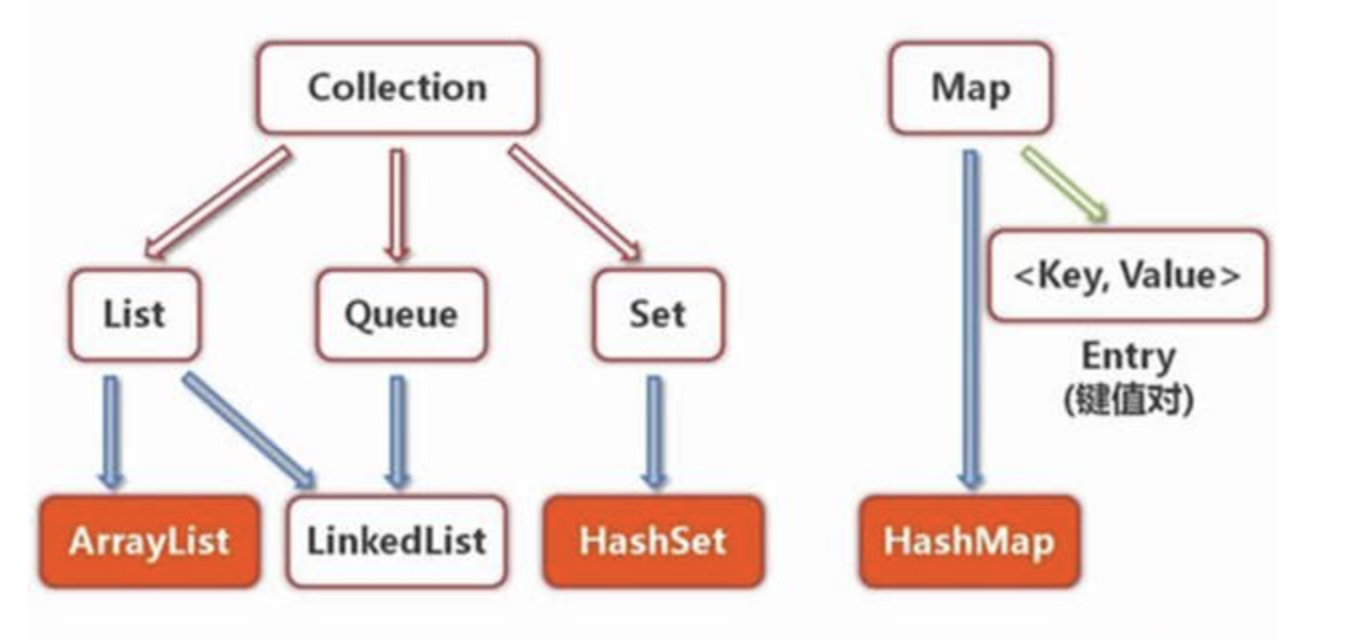 Collection
Map
<Key, Value>
Entry
(键值对)
List
Queue
Set
ArrayList
LinkedList
HashSet
HashMap